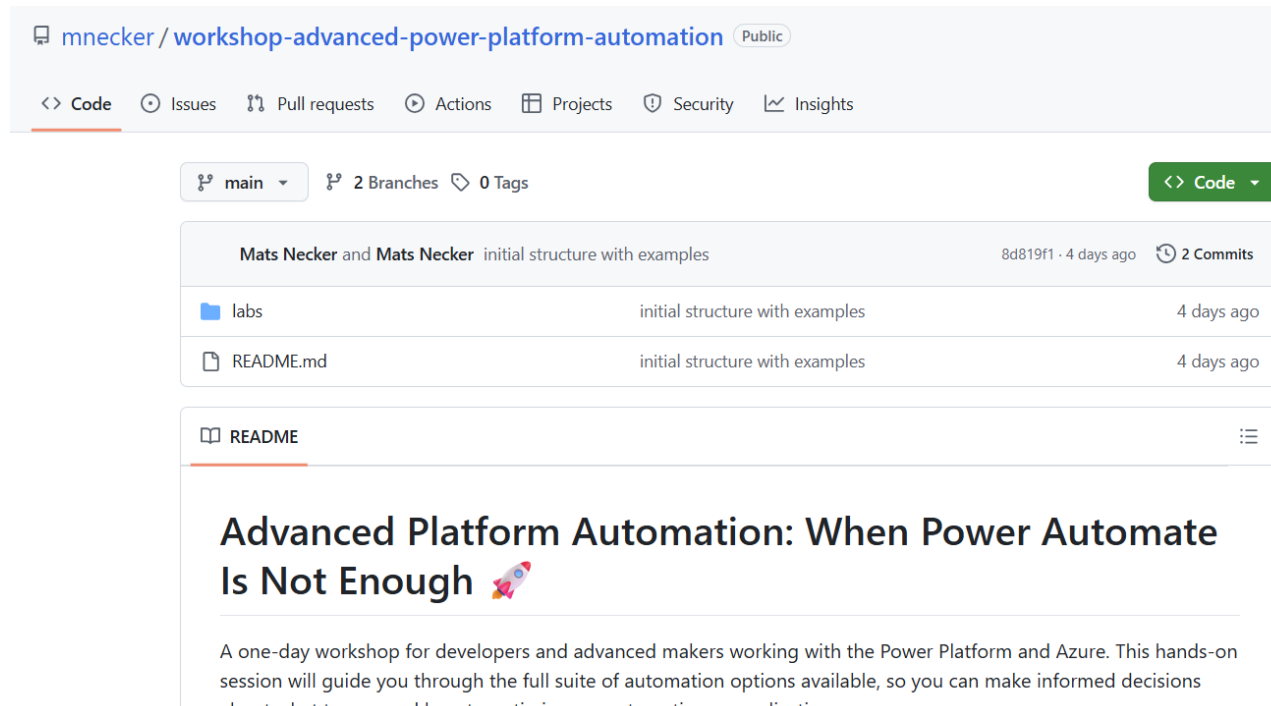 mnecker / workshop-advanced-power-platform-automation Public
Code Issues Pull requests Actions Projects Security Insights
main 2 Branches 0 Tags Code
Mats Necker and Mats Necker initial structure with examples 8d819f1 · 4 days ago 2 Commits
labs initial structure with examples 4 days ago
README.md initial structure with examples 4 days ago
README
Advanced Platform Automation: When Power Automate
Is Not Enough 🚀
A one-day workshop for developers and advanced makers working with the Power Platform and Azure. This hands-on
session will guide you through the full suite of automation options available, so you can make informed decisions